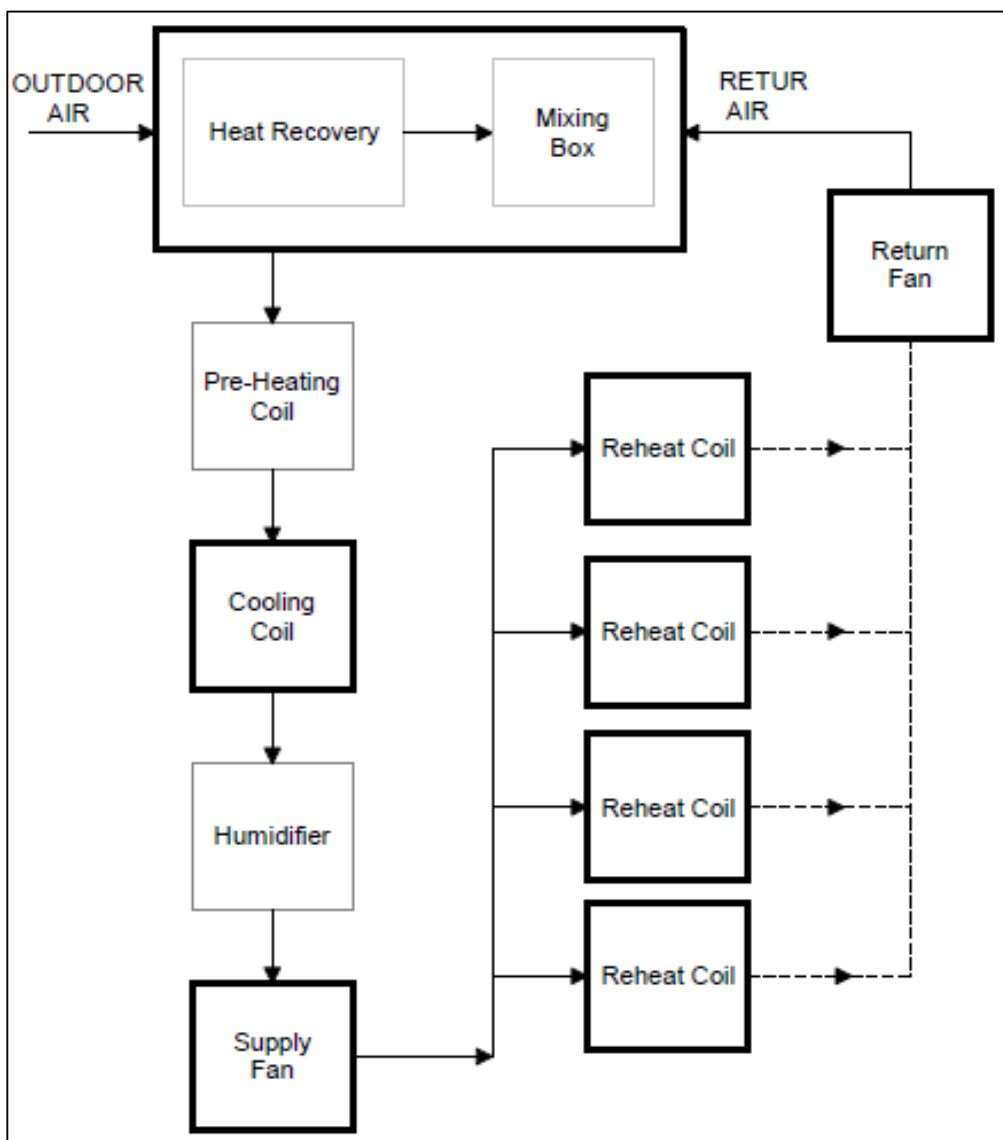 OUTDOOR
AIR
Heat Recovery
Mixing
Box
RETUR
AIR
Return
Fan
Pre-Heating
Coil
Reheat Coil
Cooling
Coil
Reheat Coil
Humidifier
Reheat Coil
Reheat Coil
Supply
Fan